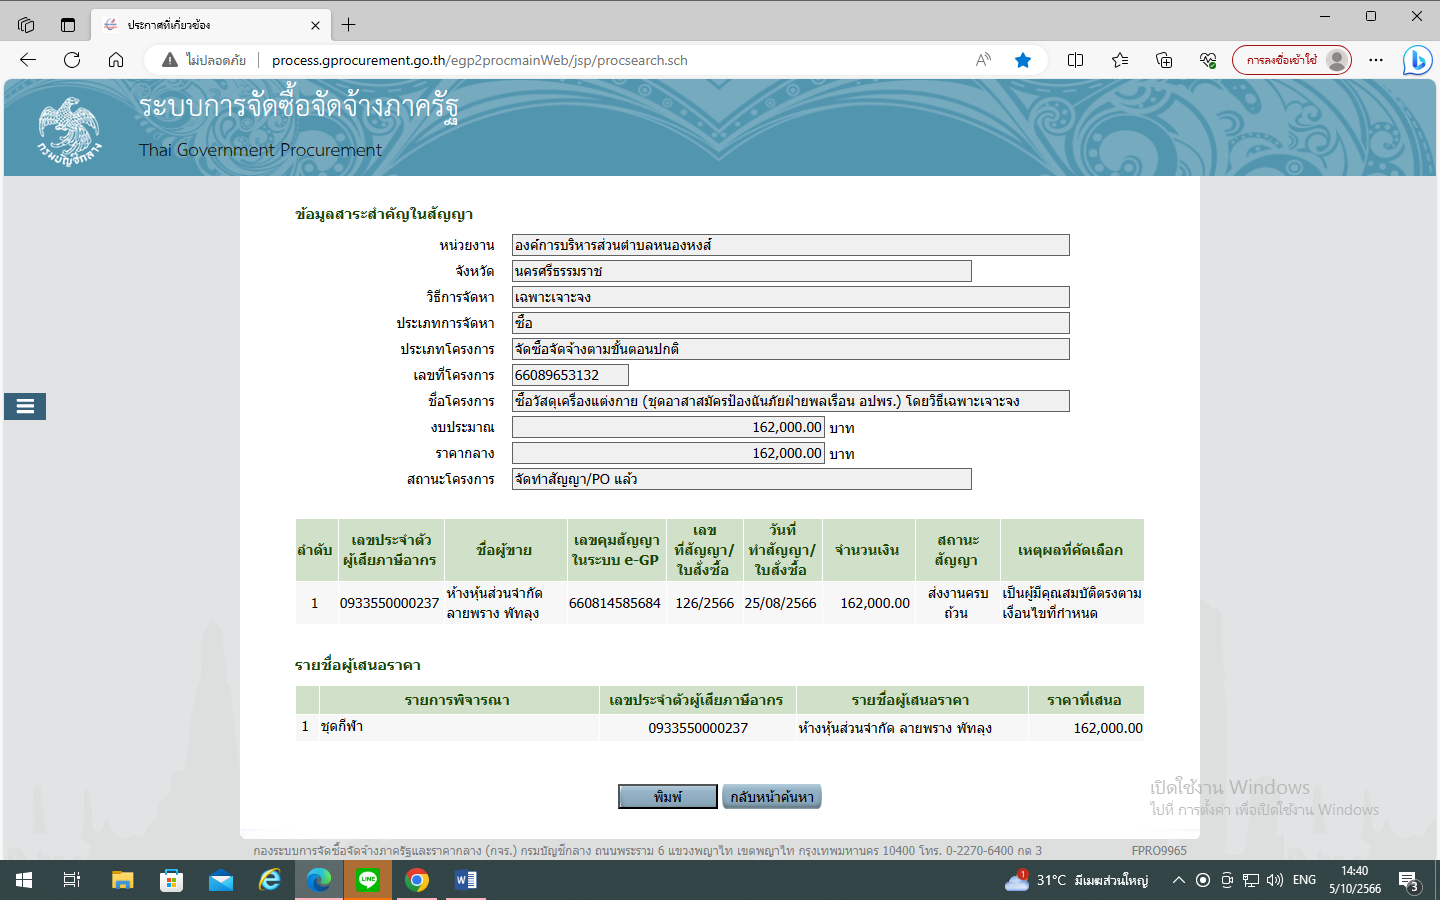 ประกาศที่เกี่ยวข้อง
ไม่ปลอดภัย
process.gprocurement.go.th/egp2procmainWeb/jsp/procsearch.sch
การลงชื่อเข้าใช้
ระบบการจัดซื้อจัดจ้างภาครัฐ
Thai Government Procurement
กรมบัญชีกลาง
ข้อมูลสาระสำคัญในสัญญา
หน่วยงาน องค์การบริหารส่วนตำบลหนองหงส์
จังหวัด นครศรีธรรมราช
วิธีการจัดหา เฉพาะเจาะจง
ประเภทการจัดหา ซื้อ
ประเภทโครงการ จัดซื้อจัดจ้างตามขั้นตอนปกติ
เลขที่โครงการ 66089653132
ชื่อโครงการ ซื้อวัสดุเครื่องแต่งกาย (ชุดอาสาสมัครป้องฉันภัยฝ่ายพลเรือน อปพร.) โดยวิธีเฉพาะเจาะจง
งบประมาณ 162,000.00 บาท
ราคากลาง 162,000.00 บาท
สถานะโครงการ จัดทำสัญญา/PO แล้ว
ลำดับ เลขประจำตัวผู้เสียภาษีอากร ชื่อผู้ขาย เลขคุมสัญญาในระบบ e-GP เลขที่สัญญา/ใบสั่งซื้อ วันที่ทำสัญญา/ใบสั่งซื้อ จำนวนเงิน สถานะสัญญา เหตุผลที่คัดเลือก
1 0933550000237 ห้างหุ้นส่วนจำกัด ลายพราง พัทลุง 660814585684 126/2566 25/08/2566 162,000.00 ส่งงานครบถ้วน เป็นผู้มีคุณสมบัติตรงตามเงื่อนไขที่กำหนด
รายชื่อผู้เสนอราคา
รายการพิจารณา เลขประจำตัวผู้เสียภาษีอากร รายชื่อผู้เสนอราคา ราคาที่เสนอ
1 ชุดกีฬา 0933550000237 ห้างหุ้นส่วนจำกัด ลายพราง พัทลุง 162,000.00
พิมพ์ กลับหน้าค้นหา
เปิดใช้งาน Windows
ไปที่ การตั้งค่า เพื่อเปิดใช้งาน Windows
กองระบบการจัดซื้อจัดจ้างภาครัฐและราคากลาง (กจร.) กรมบัญชีกลาง ถนนพระราม 6 แขวงพญาไท เขตพญาไท กรุงเทพมหานคร 10400 โทร. 0-2270-6400 กด 3 FPRO9965
LINE
1 31°C มีเมฆส่วนใหญ่ ENG 14:40
5/10/2566 3